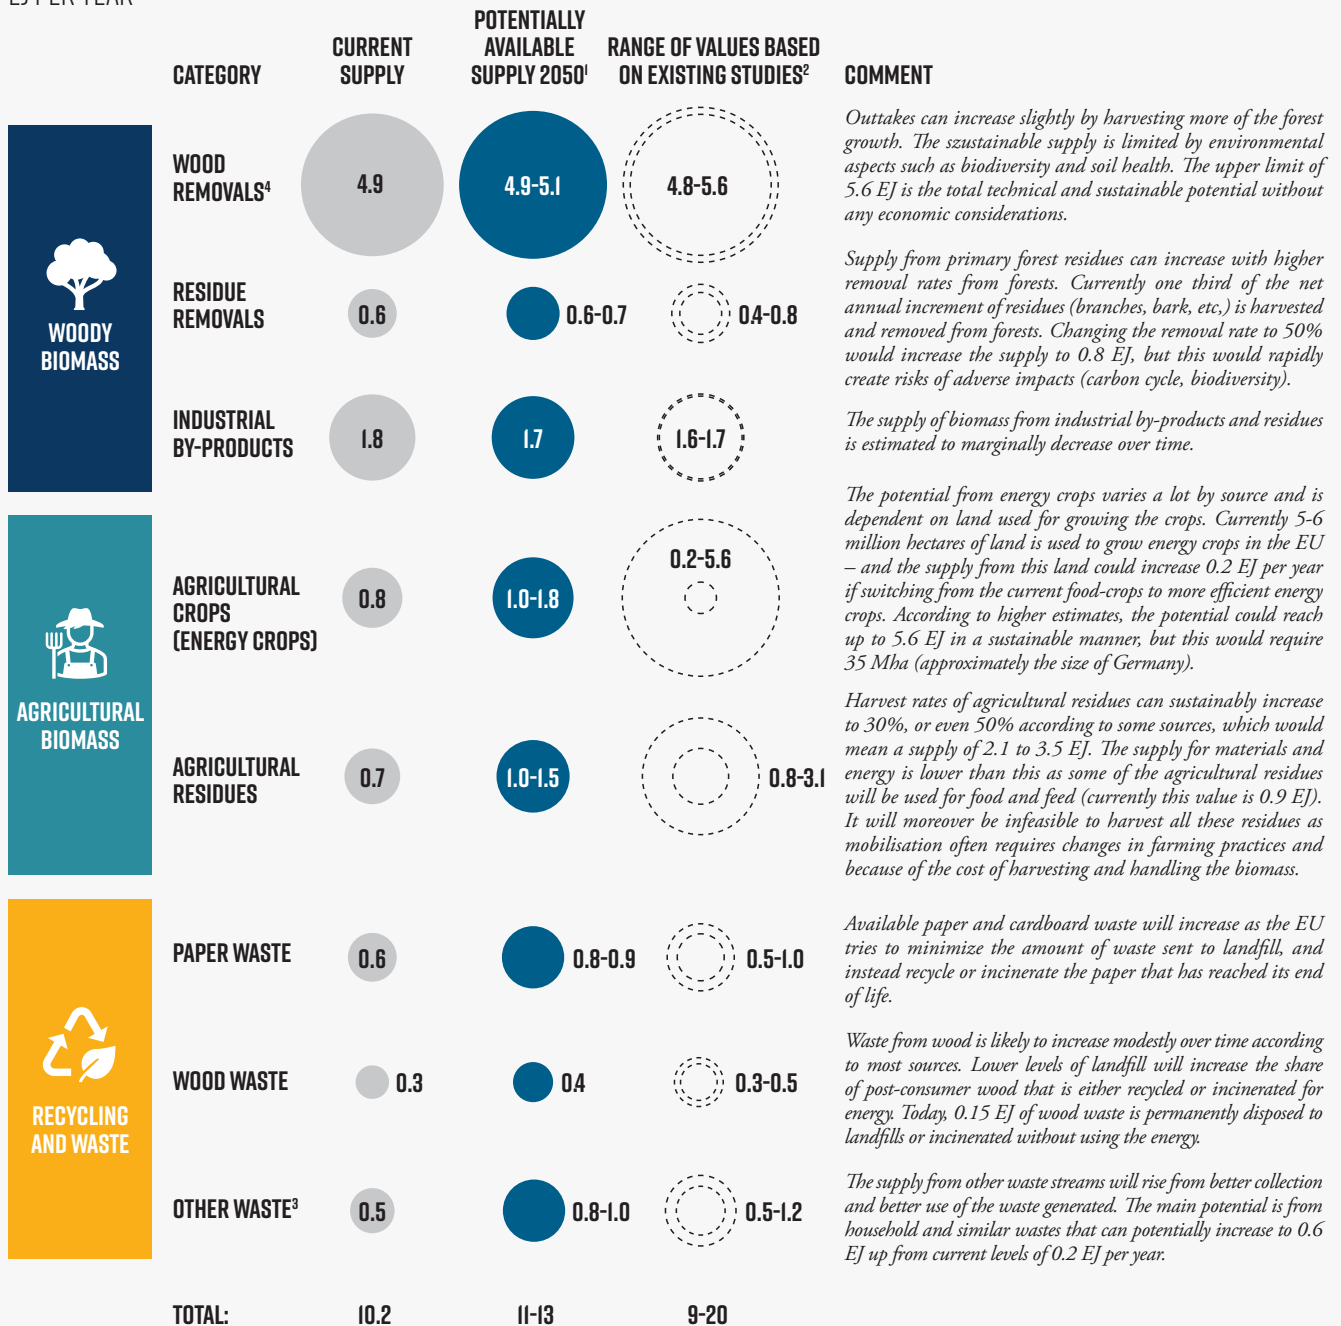 EJ PER YEAR
CATEGORY
CURRENT
SUPPLY
POTENTIALLY
AVAILABLE
SUPPLY 2050¹
RANGE OF VALUES BASED
ON EXISTING STUDIES²
COMMENT
WOODY
BIOMASS
WOOD
REMOVALS⁴
4.9
4.9-5.1
4.8-5.6
Outtakes can increase slightly by harvesting more of the forest
growth. The szustainable supply is limited by environmental
aspects such as biodiversity and soil health. The upper limit of
5.6 EJ is the total technical and sustainable potential without
any economic considerations.
RESIDUE
REMOVALS
0.6
0.6-0.7
0.4-0.8
Supply from primary forest residues can increase with higher
removal rates from forests. Currently one third of the net
annual increment of residues (branches, bark, etc,) is harvested
and removed from forests. Changing the removal rate to 50%
would increase the supply to 0.8 EJ, but this would rapidly
create risks of adverse impacts (carbon cycle, biodiversity).
INDUSTRIAL
BY-PRODUCTS
1.8
1.7
1.6-1.7
The supply of biomass from industrial by-products and residues
is estimated to marginally decrease over time.
AGRICULTURAL
BIOMASS
AGRICULTURAL
CROPS
(ENERGY CROPS)
0.8
1.0-1.8
0.2-5.6
The potential from energy crops varies a lot by source and is
dependent on land used for growing the crops. Currently 5-6
million hectares of land is used to grow energy crops in the EU
– and the supply from this land could increase 0.2 EJ per year
if switching from the current food-crops to more efficient energy
crops. According to higher estimates, the potential could reach
up to 5.6 EJ in a sustainable manner, but this would require
35 Mha (approximately the size of Germany).
AGRICULTURAL
RESIDUES
0.7
1.0-1.5
0.8-3.1
Harvest rates of agricultural residues can sustainably increase
to 30%, or even 50% according to some sources, which would
mean a supply of 2.1 to 3.5 EJ. The supply for materials and
energy is lower than this as some of the agricultural residues
will be used for food and feed (currently this value is 0.9 EJ).
It will moreover be infeasible to harvest all these residues as
mobilisation often requires changes in farming practices and
because of the cost of harvesting and handling the biomass.
RECYCLING
AND WASTE
PAPER WASTE
0.6
0.8-0.9
0.5-1.0
Available paper and cardboard waste will increase as the EU
tries to minimize the amount of waste sent to landfill, and
instead recycle or incinerate the paper that has reached its end
of life.
WOOD WASTE
0.3
0.4
0.3-0.5
Waste from wood is likely to increase modestly over time according
to most sources. Lower levels of landfill will increase the share
of post-consumer wood that is either recycled or incinerated for
energy. Today, 0.15 EJ of wood waste is permanently disposed to
landfills or incinerated without using the energy.
OTHER WASTE³
0.5
0.8-1.0
0.5-1.2
The supply from other waste streams will rise from better collection
and better use of the waste generated. The main potential is from
household and similar wastes that can potentially increase to 0.6
EJ up from current levels of 0.2 EJ per year.
TOTAL:
10.2
11-13
9-20